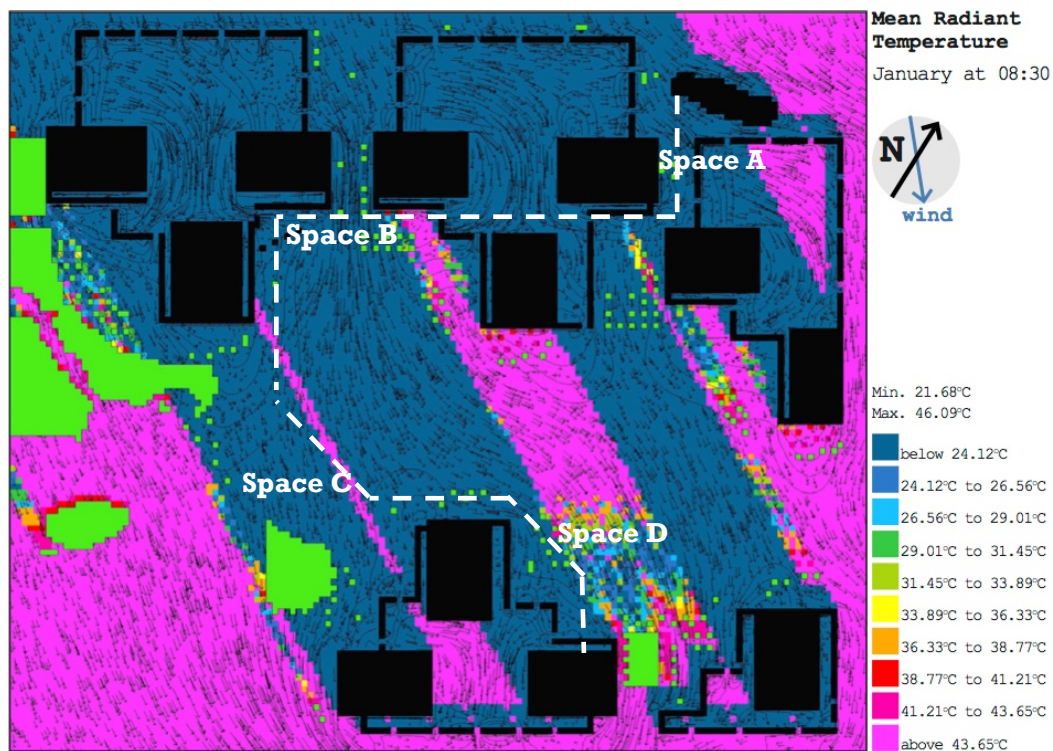 Mean Radiant
Temperature
January at 08:30
N
wind
Space A
Space B
Space C
Space D
Min. 21.68°C
Max. 46.09°C
below 24.12°C
24.12°C to 26.56°C
26.56°C to 29.01°C
29.01°C to 31.45°C
31.45°C to 33.89°C
33.89°C to 36.33°C
36.33°C to 38.77°C
38.77°C to 41.21°C
41.21°C to 43.65°C
above 43.65°C